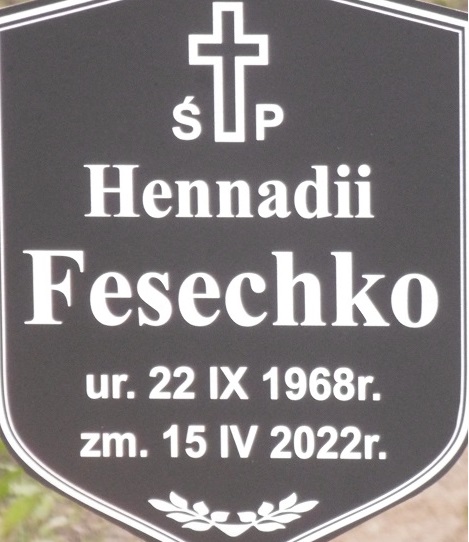 Ś P
Hennadii
Fesechko
ur. 22 IX 1968r.
zm. 15 IV 2022r.